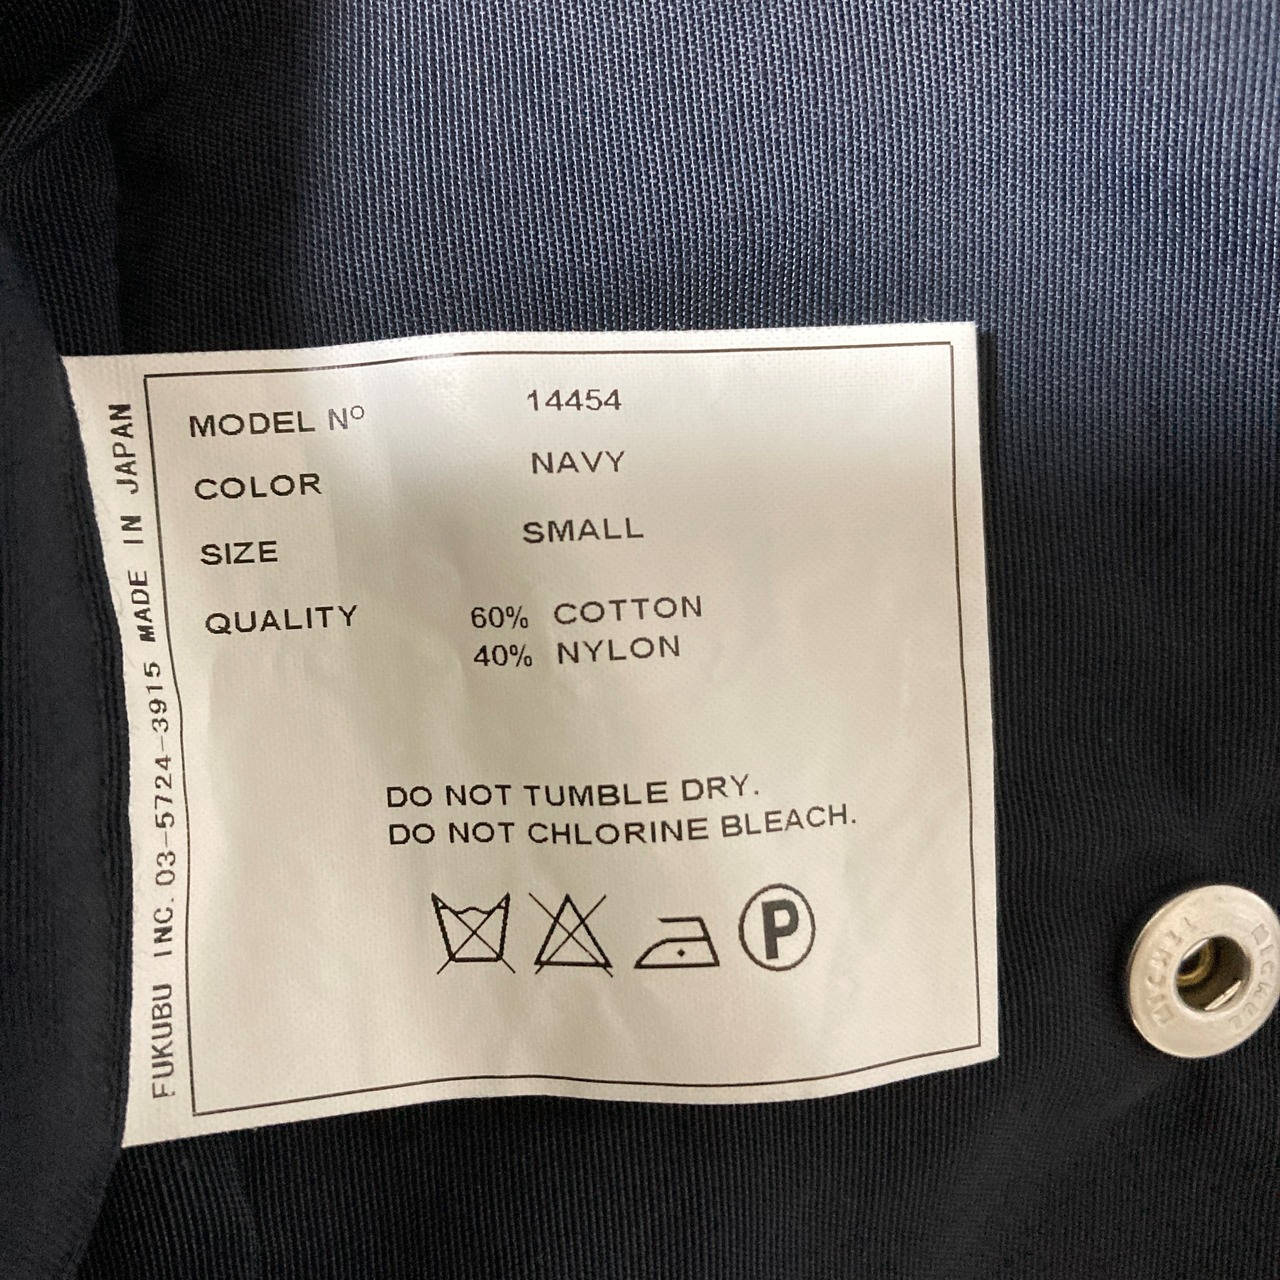 MODEL Nº 14454
COLOR NAVY
SIZE SMALL
QUALITY 60% COTTON
40% NYLON
DO NOT TUMBLE DRY.
DO NOT CHLORINE BLEACH.
P
FUKUBU INC. 03-5724-3915 MADE IN JAPAN